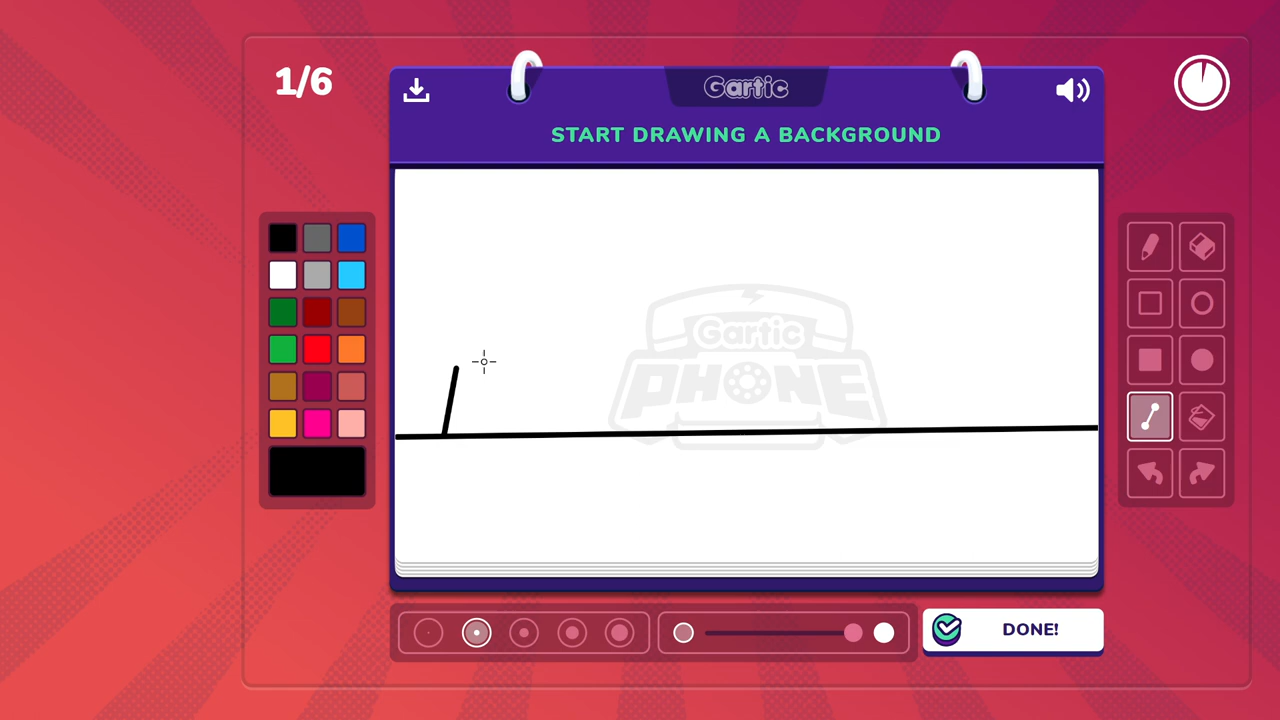 1/6
Gartic
START DRAWING A BACKGROUND
Gartic
PHONE
DONE!